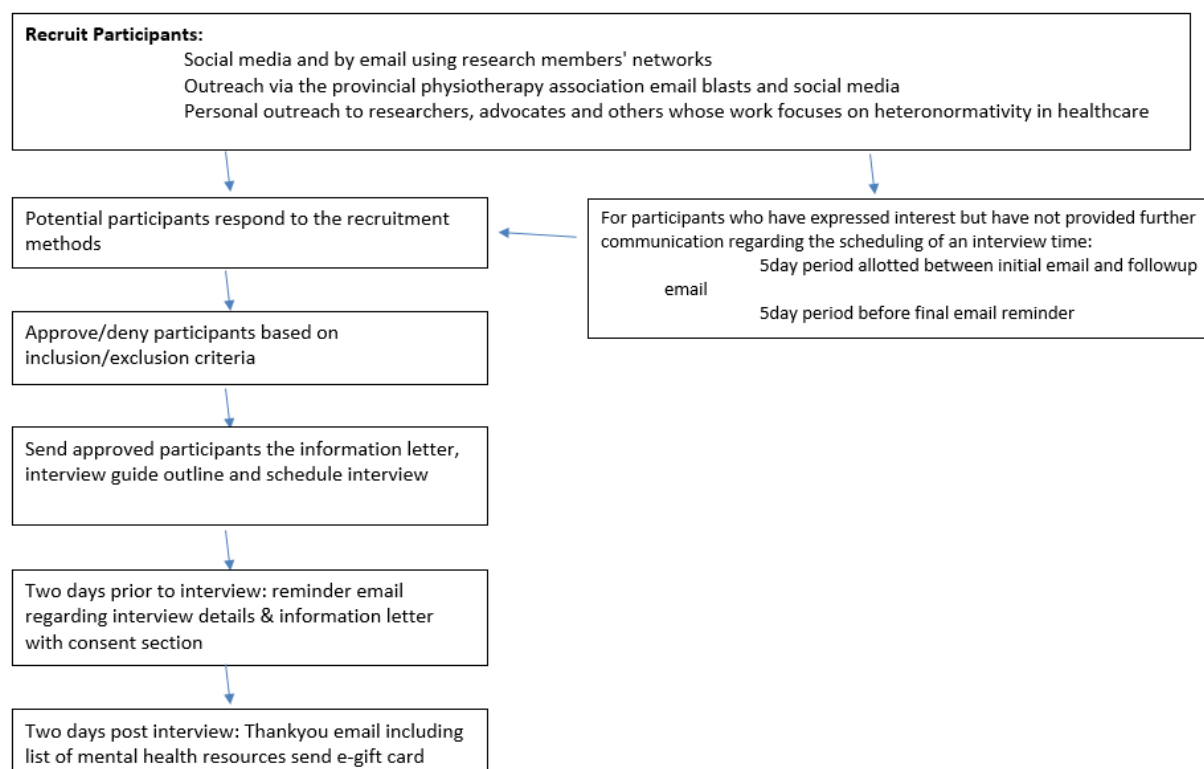 Recruit Participants:
Social media and by email using research members' networks
Outreach via the provincial physiotherapy association email blasts and social media
Personal outreach to researchers, advocates and others whose work focuses on heteronormativity in healthcare
Potential participants respond to the recruitment
methods
For participants who have expressed interest but have not provided further
communication regarding the scheduling of an interview time:
5day period allotted between initial email and followup
email
5day period before final email reminder
Approve/deny participants based on
inclusion/exclusion criteria
Send approved participants the information letter,
interview guide outline and schedule interview
Two days prior to interview: reminder email
regarding interview details & information letter
with consent section
Two days post interview: Thankyou email including
list of mental health resources send e-gift card